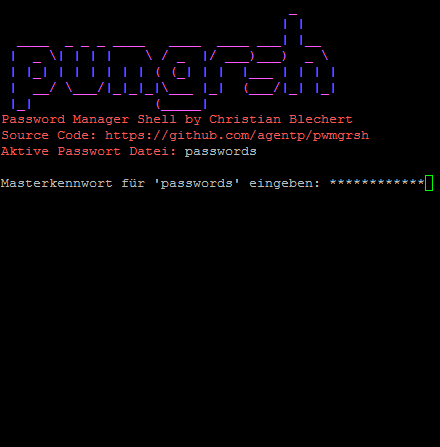 pwmgrsh
Password Manager Shell by Christian Blechert
Source Code: https://github.com/agentp/pwmgrsh
Aktive Passwort Datei: passwords
Masterkennwort für 'passwords' eingeben: ************